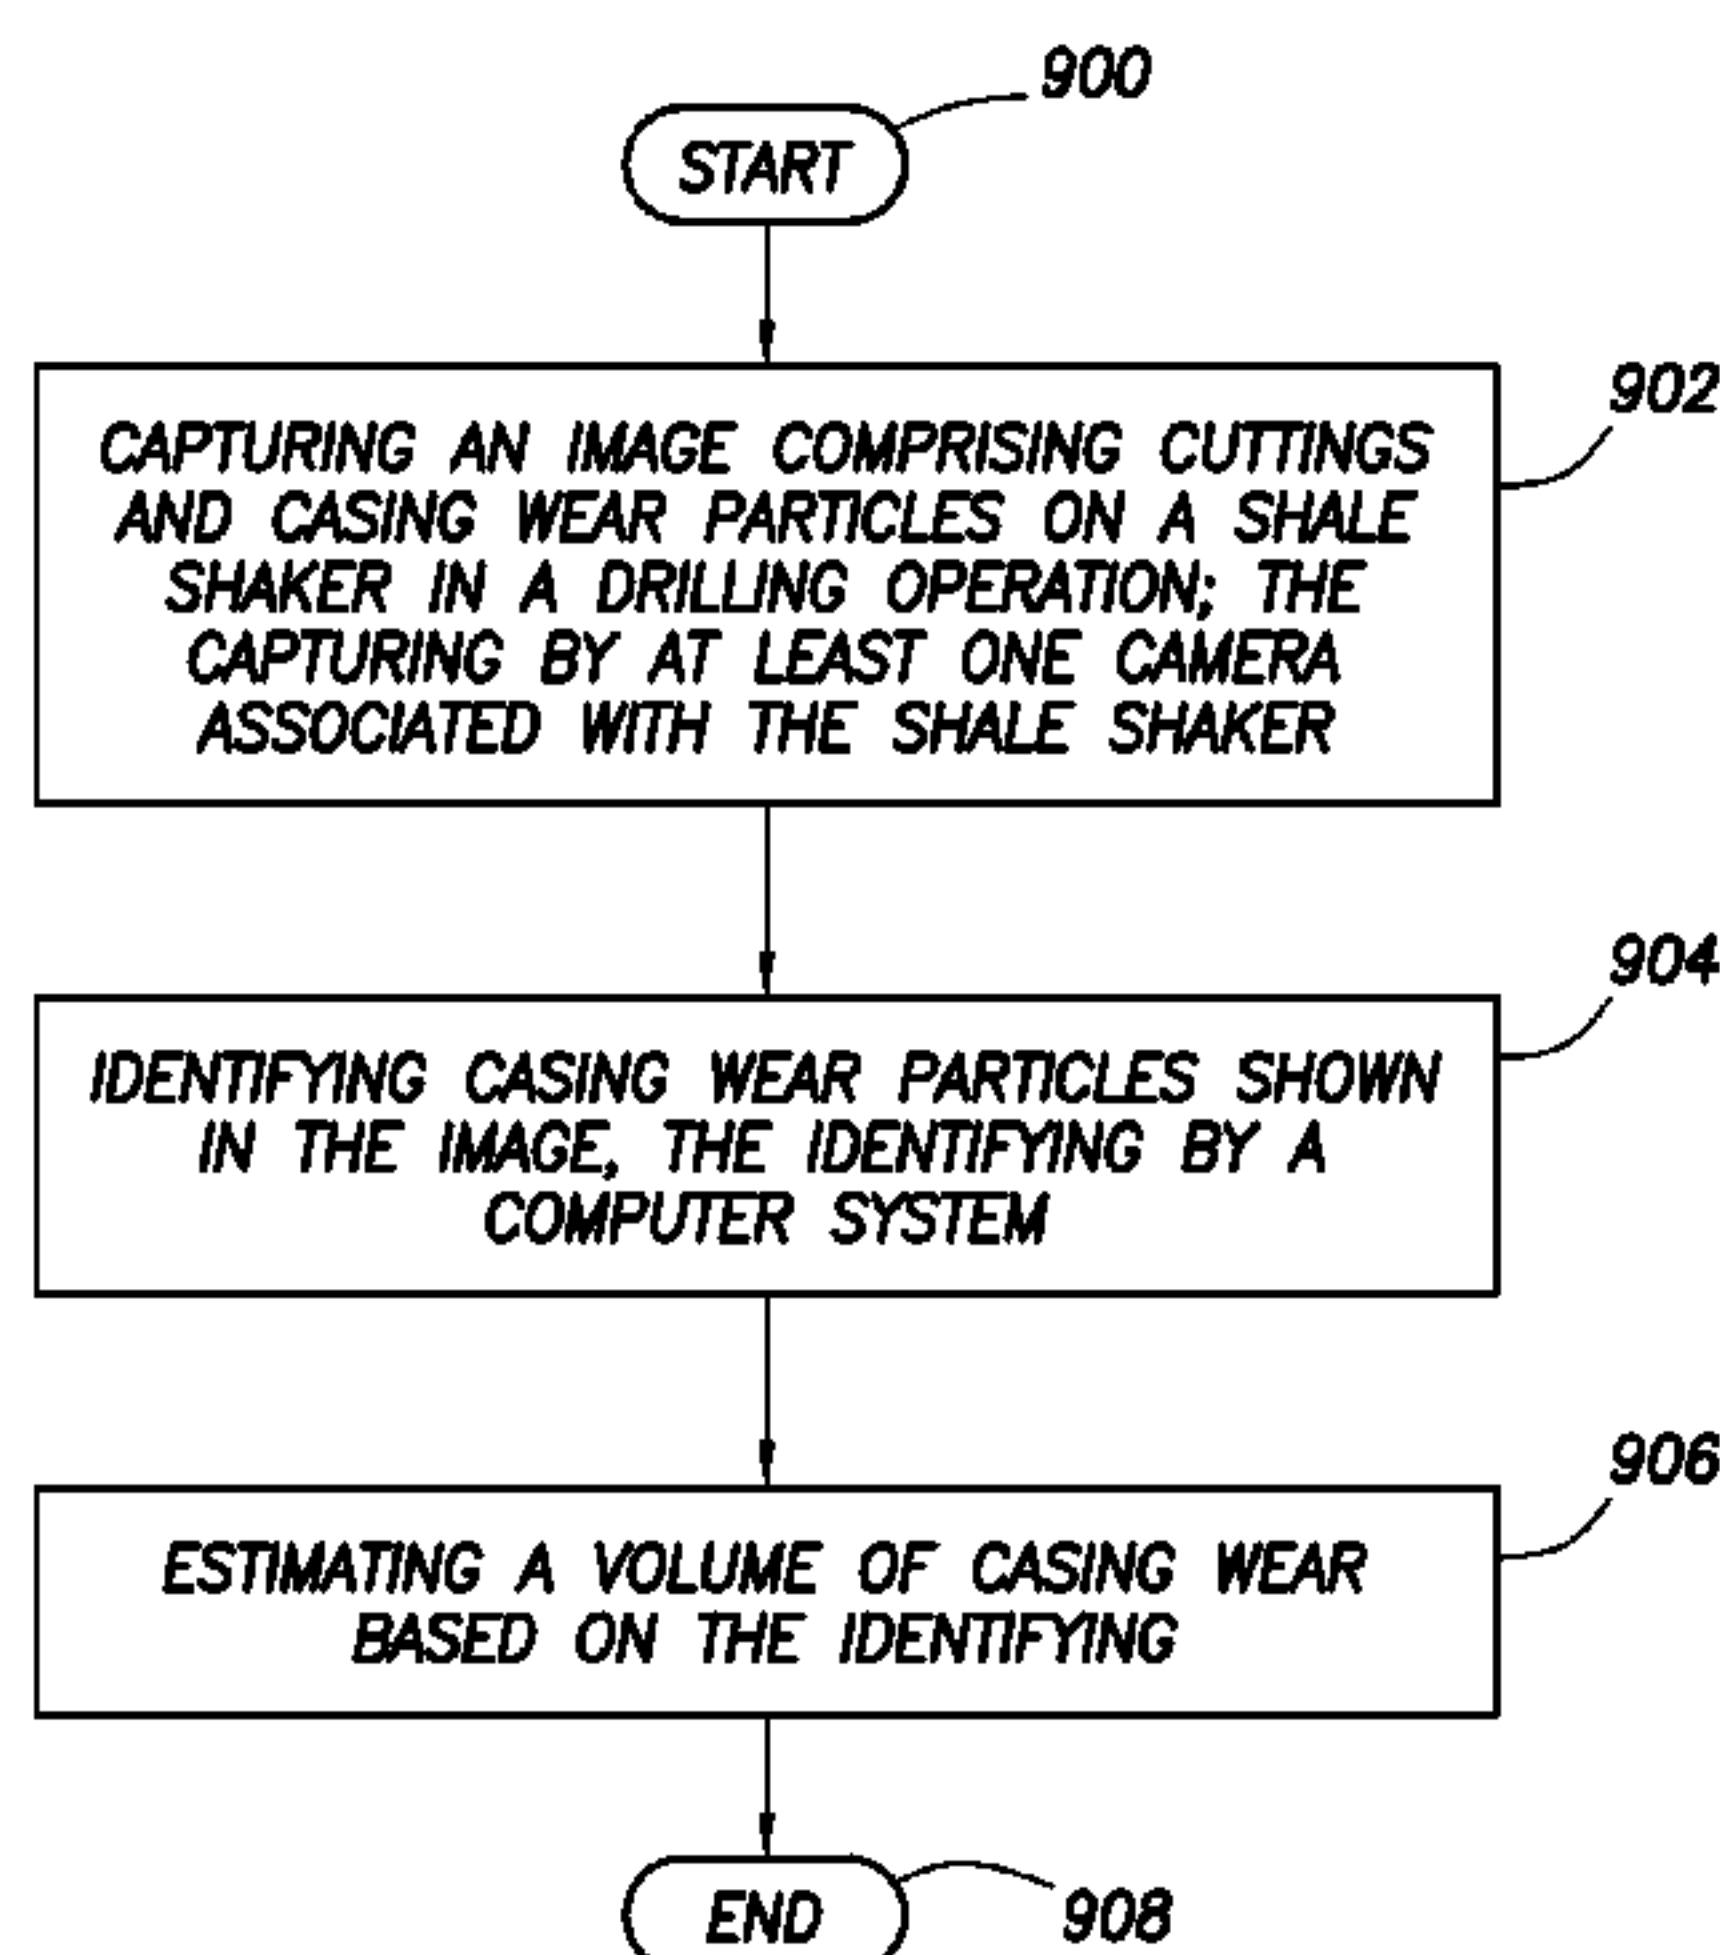 900
START
902
CAPTURING AN IMAGE COMPRISING CUTTINGS
AND CASING WEAR PARTICLES ON A SHALE
SHAKER IN A DRILLING OPERATION; THE
CAPTURING BY AT LEAST ONE CAMERA
ASSOCIATED WITH THE SHALE SHAKER
904
IDENTIFYING CASING WEAR PARTICLES SHOWN
IN THE IMAGE, THE IDENTIFYING BY A
COMPUTER SYSTEM
906
ESTIMATING A VOLUME OF CASING WEAR
BASED ON THE IDENTIFYING
END
908